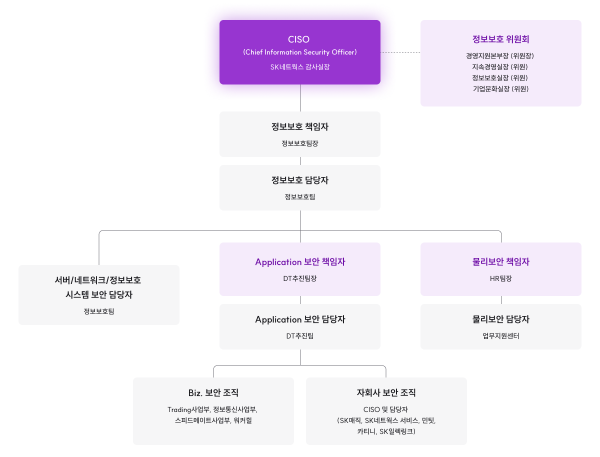 CISO
(Chief Information Security Officer)
SK네트웍스 감사실장
정보보호 위원회
경영지원본부장 (위원장)
지속경영실장 (위원)
정보보호실장 (위원)
기업문화실장 (위원)
정보보호 책임자
정보보호팀장
정보보호 담당자
정보보호팀
서버/네트워크/정보보호
시스템 보안 담당자
정보보호팀
Application 보안 책임자
DT추진팀장
물리보안 책임자
HR팀장
Application 보안 담당자
DT추진팀
물리보안 담당자
업무지원센터
Biz. 보안 조직
Trading사업부, 정보통신사업부,
스피드메이트사업부, 워커힐
자회사 보안 조직
CISO 및 담당자
(SK매직, SK네트웍스 서비스, 민팃,
카티니, SK일렉링크)